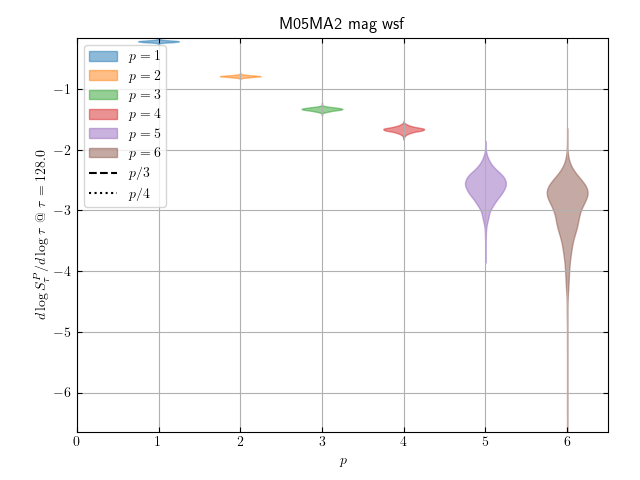 M05MA2 mag wsf
p = 1
p = 2
p = 3
p = 4
p = 5
p = 6
p/3
p/4
−1
−2
−3
−4
−5
−6
d log S_τ^P / d log τ @ τ = 128.0
0 1 2 3 4 5 6
p